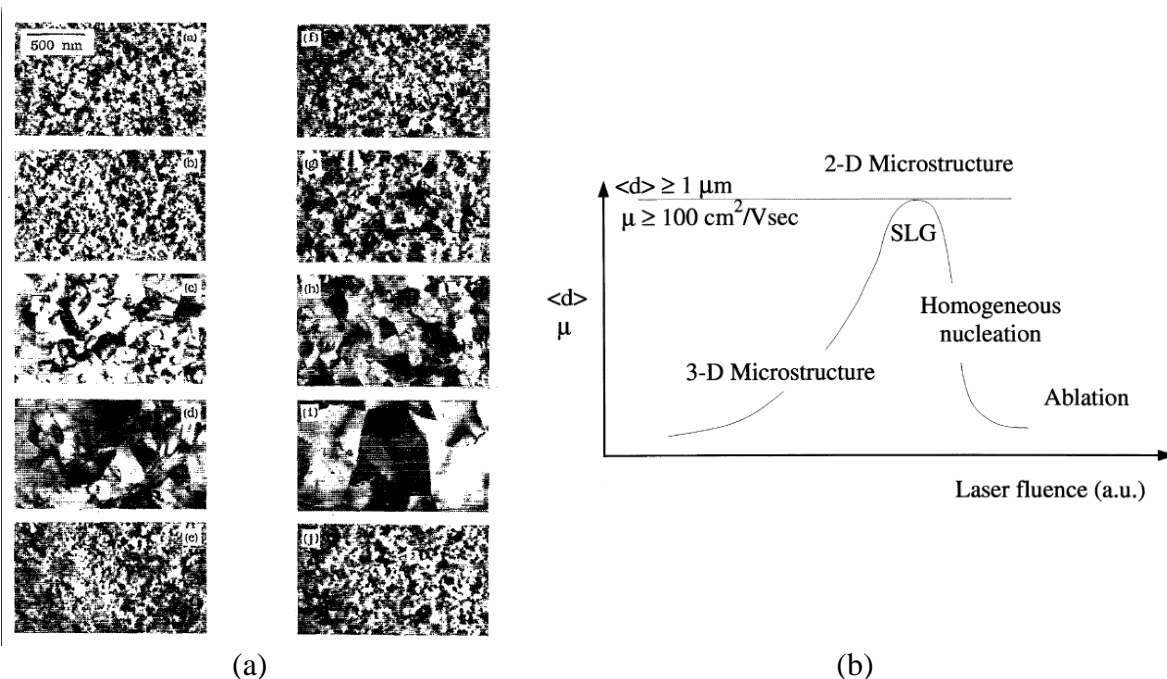 500 nm
(a)
(f)
(b)
(g)
(c)
(h)
(d)
(i)
(e)
(j)
2-D Microstructure
<d> ≥ 1 μm
μ ≥ 100 cm²/Vsec
SLG
<d>
μ
Homogeneous
nucleation
3-D Microstructure
Ablation
Laser fluence (a.u.)
(a)
(b)